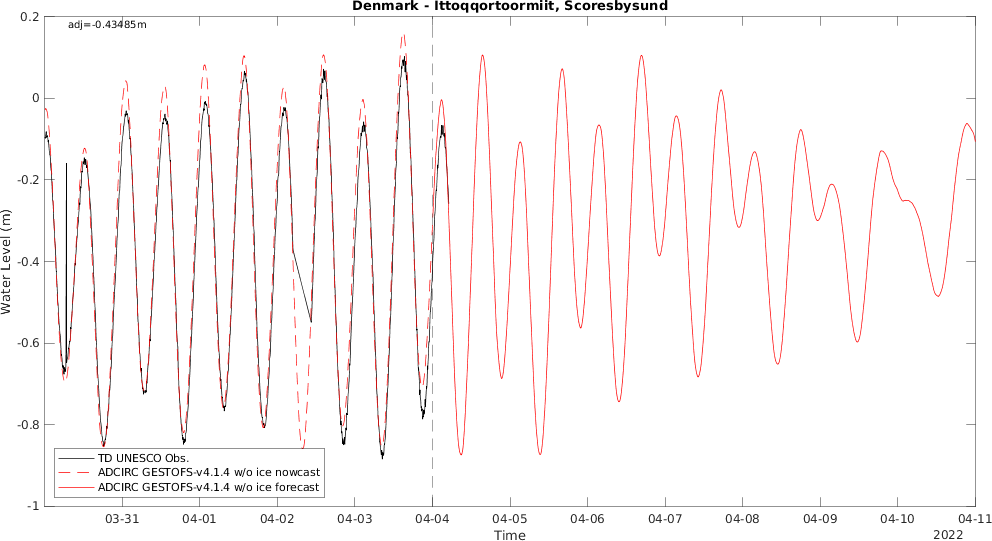 Denmark - Ittoqqortoormiit, Scoresbysund
adj=-0.43485m
0.2
0
-0.2
-0.4
-0.6
-0.8
-1
Water Level (m)
TD UNESCO Obs.
ADCIRC GESTOFS-v4.1.4 w/o ice nowcast
ADCIRC GESTOFS-v4.1.4 w/o ice forecast
03-31 04-01 04-02 04-03 04-04 04-05 04-06 04-07 04-08 04-09 04-10 04-11
Time
2022